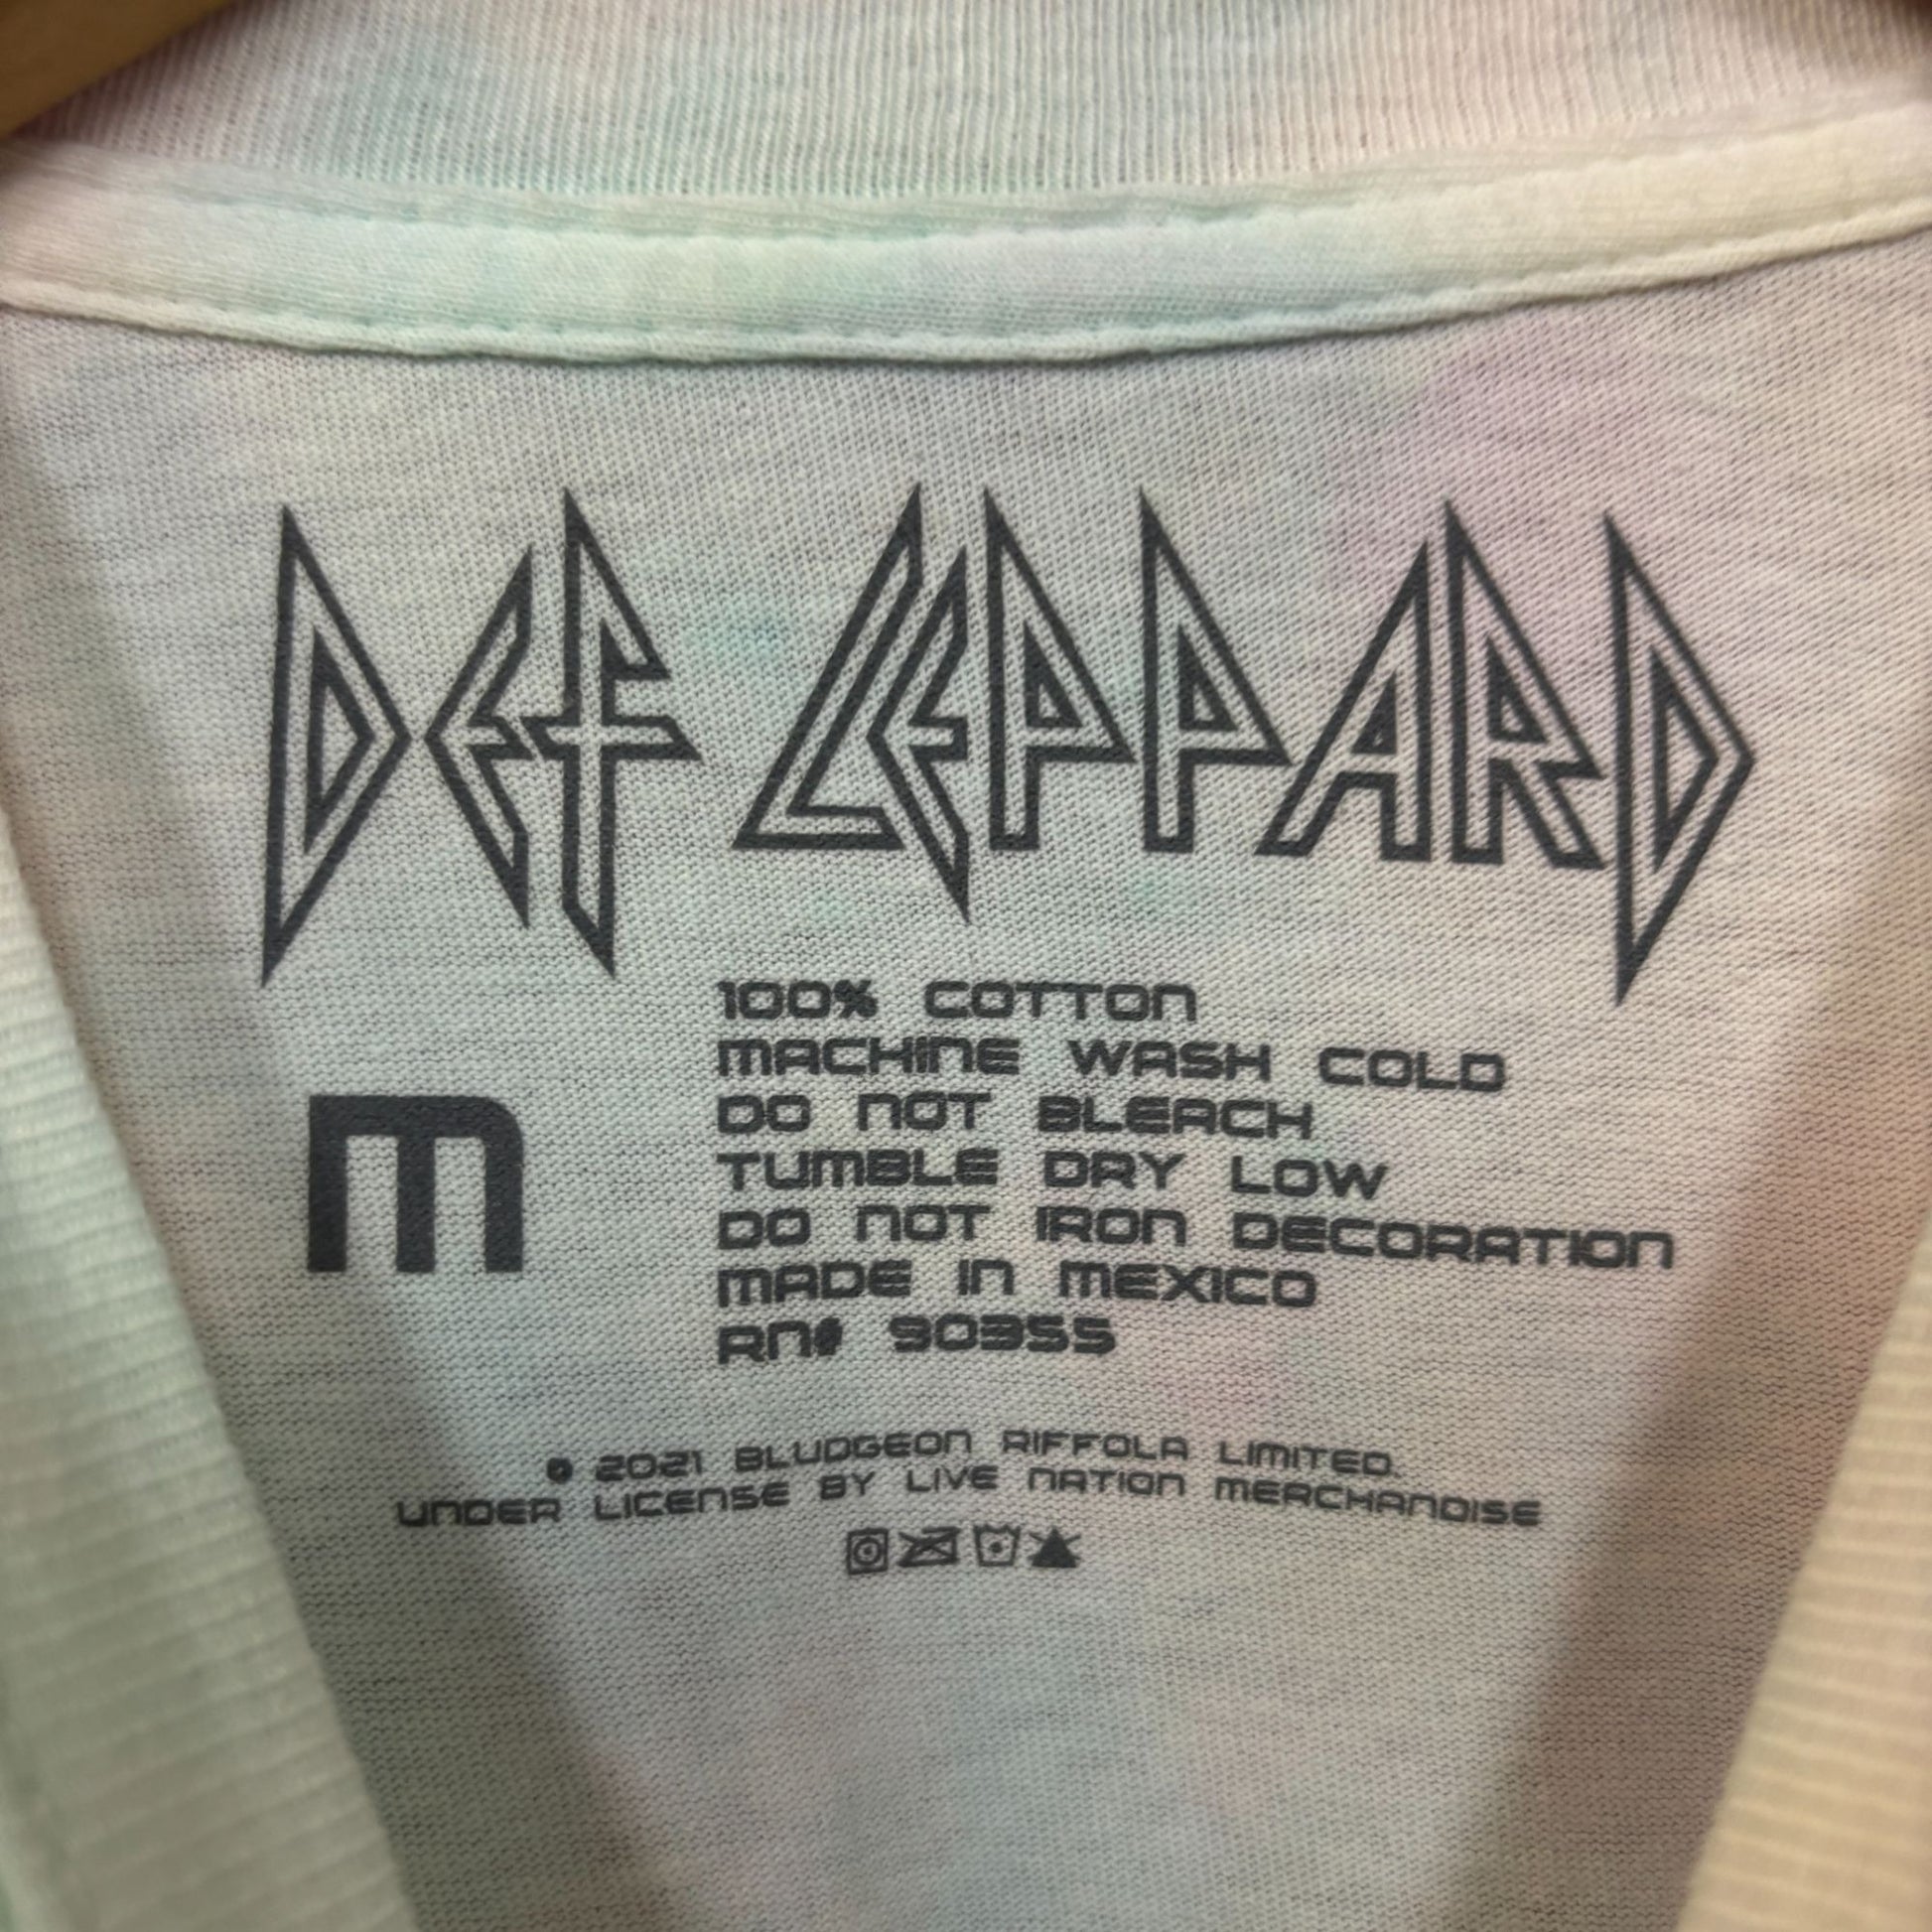 DEF LEPPARD
100% COTTON
MACHINE WASH COLD
DO NOT BLEACH
TUMBLE DRY LOW
DO NOT IRON DECORATION
MADE IN MEXICO
RN# 90355
M
© 2021 BLUDGEON RIFFOLA LIMITED.
UNDER LICENSE BY LIVE NATION MERCHANDISE